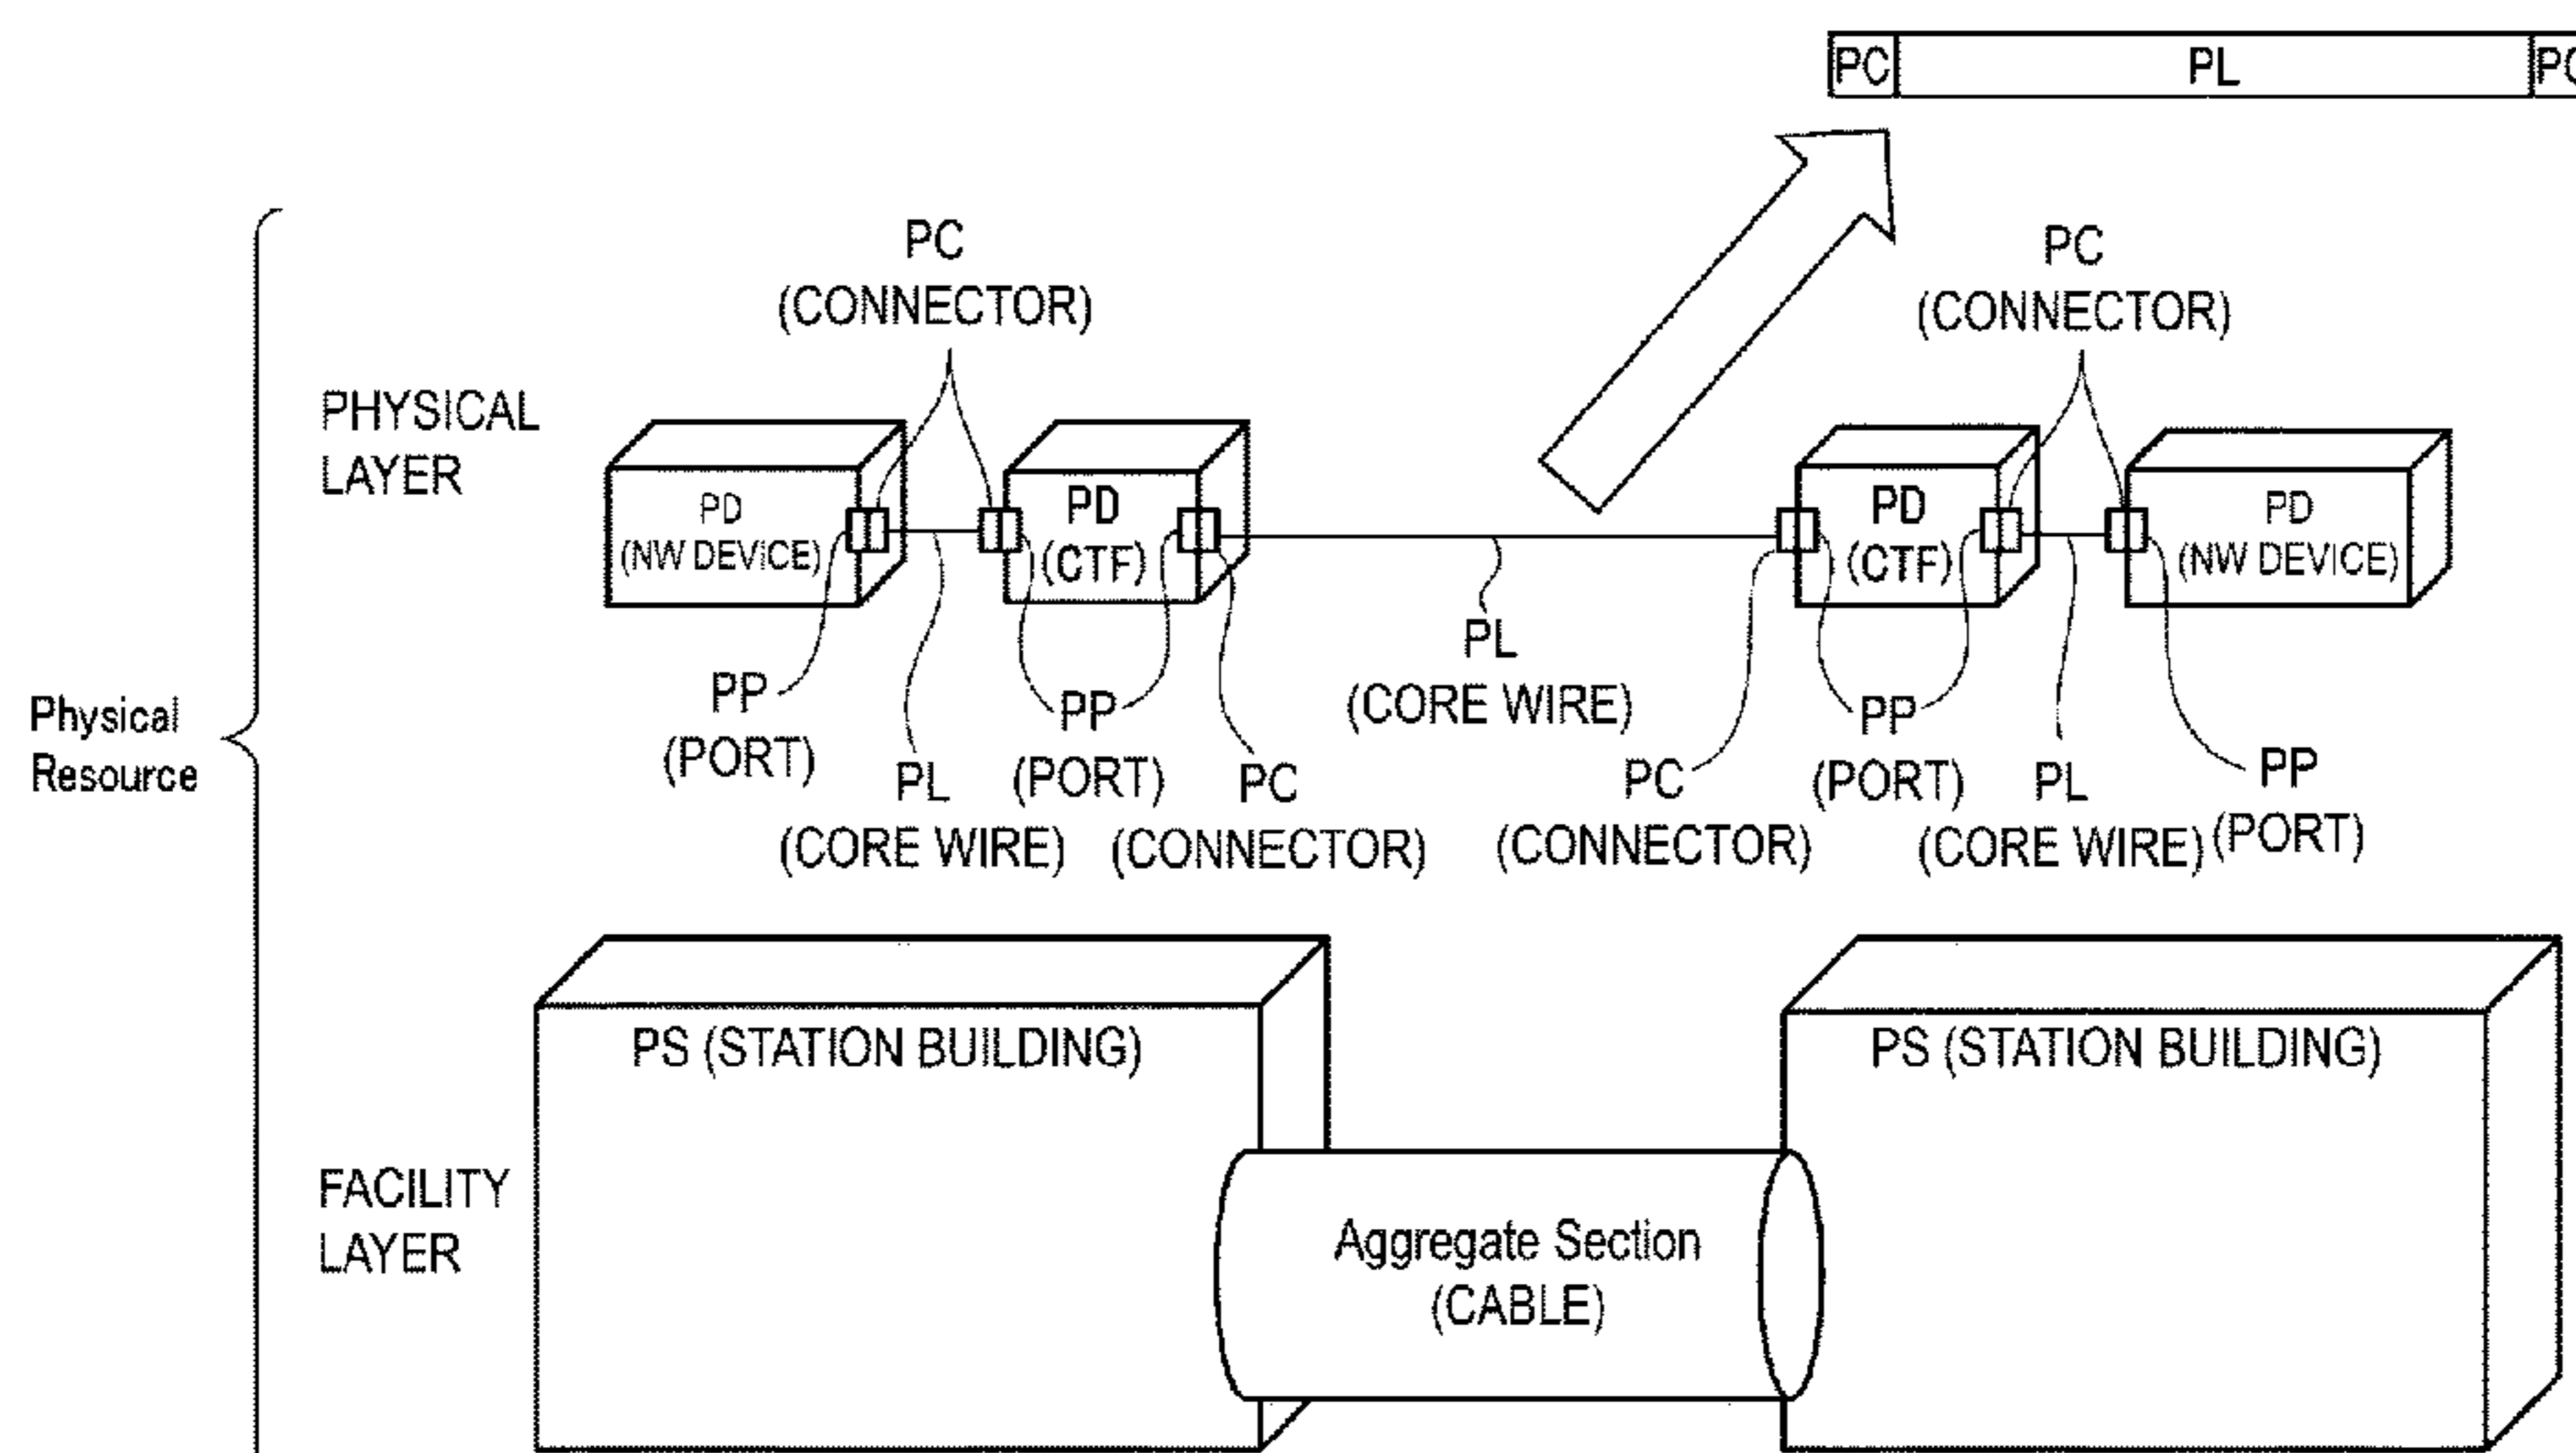 PC PL PC
PC
(CONNECTOR)
PC
(CONNECTOR)
PHYSICAL
LAYER
PD
(NW DEVICE)
PD
(CTF)
PD
(CTF)
PD
(NW DEVICE)
PP
(PORT)
PL
(CORE WIRE)
PP
(PORT)
PC
(CONNECTOR)
PL
(CORE WIRE)
PC
(CONNECTOR)
PP
(PORT)
PL
(CORE WIRE)
PP
(PORT)
Physical
Resource
PS (STATION BUILDING)
PS (STATION BUILDING)
FACILITY
LAYER
Aggregate Section
(CABLE)